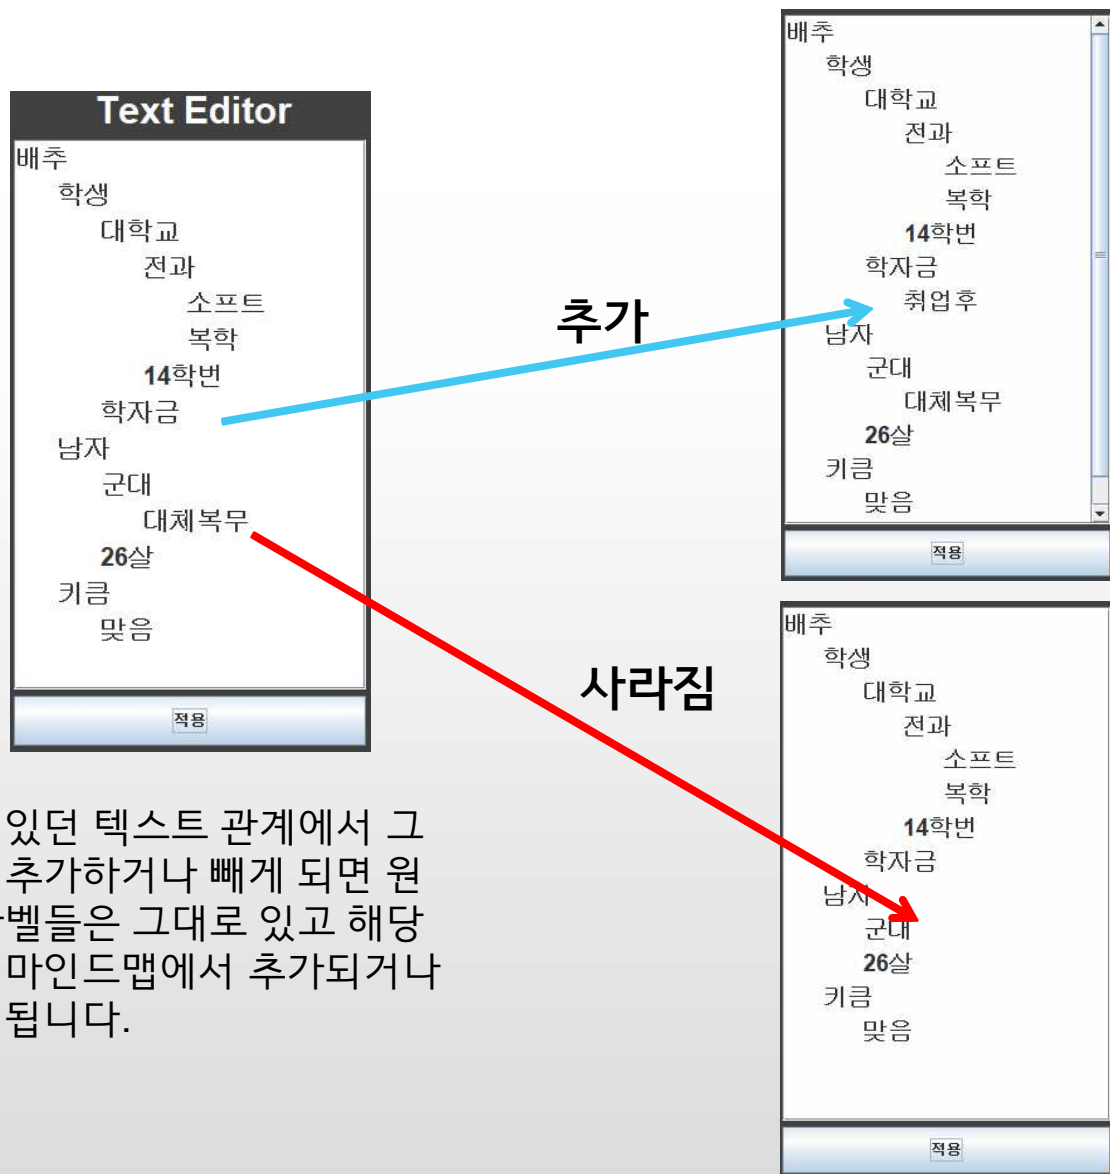 Text Editor
배추
학생
대학교
전과
소프트
복학
14학번
학자금
남자
군대
대체복무
26살
키큼
맞음
적용
있던 텍스트 관계에서 그
추가하거나 빼게 되면 원
벨들은 그대로 있고 해당
마인드맵에서 추가되거나
됩니다.
추가
사라짐
배추
학생
대학교
전과
소프트
복학
14학번
학자금
취업후
남자
군대
대체복무
26살
키큼
맞음
적용
배추
학생
대학교
전과
소프트
복학
14학번
학자금
남자
군대
26살
키큼
맞음
적용